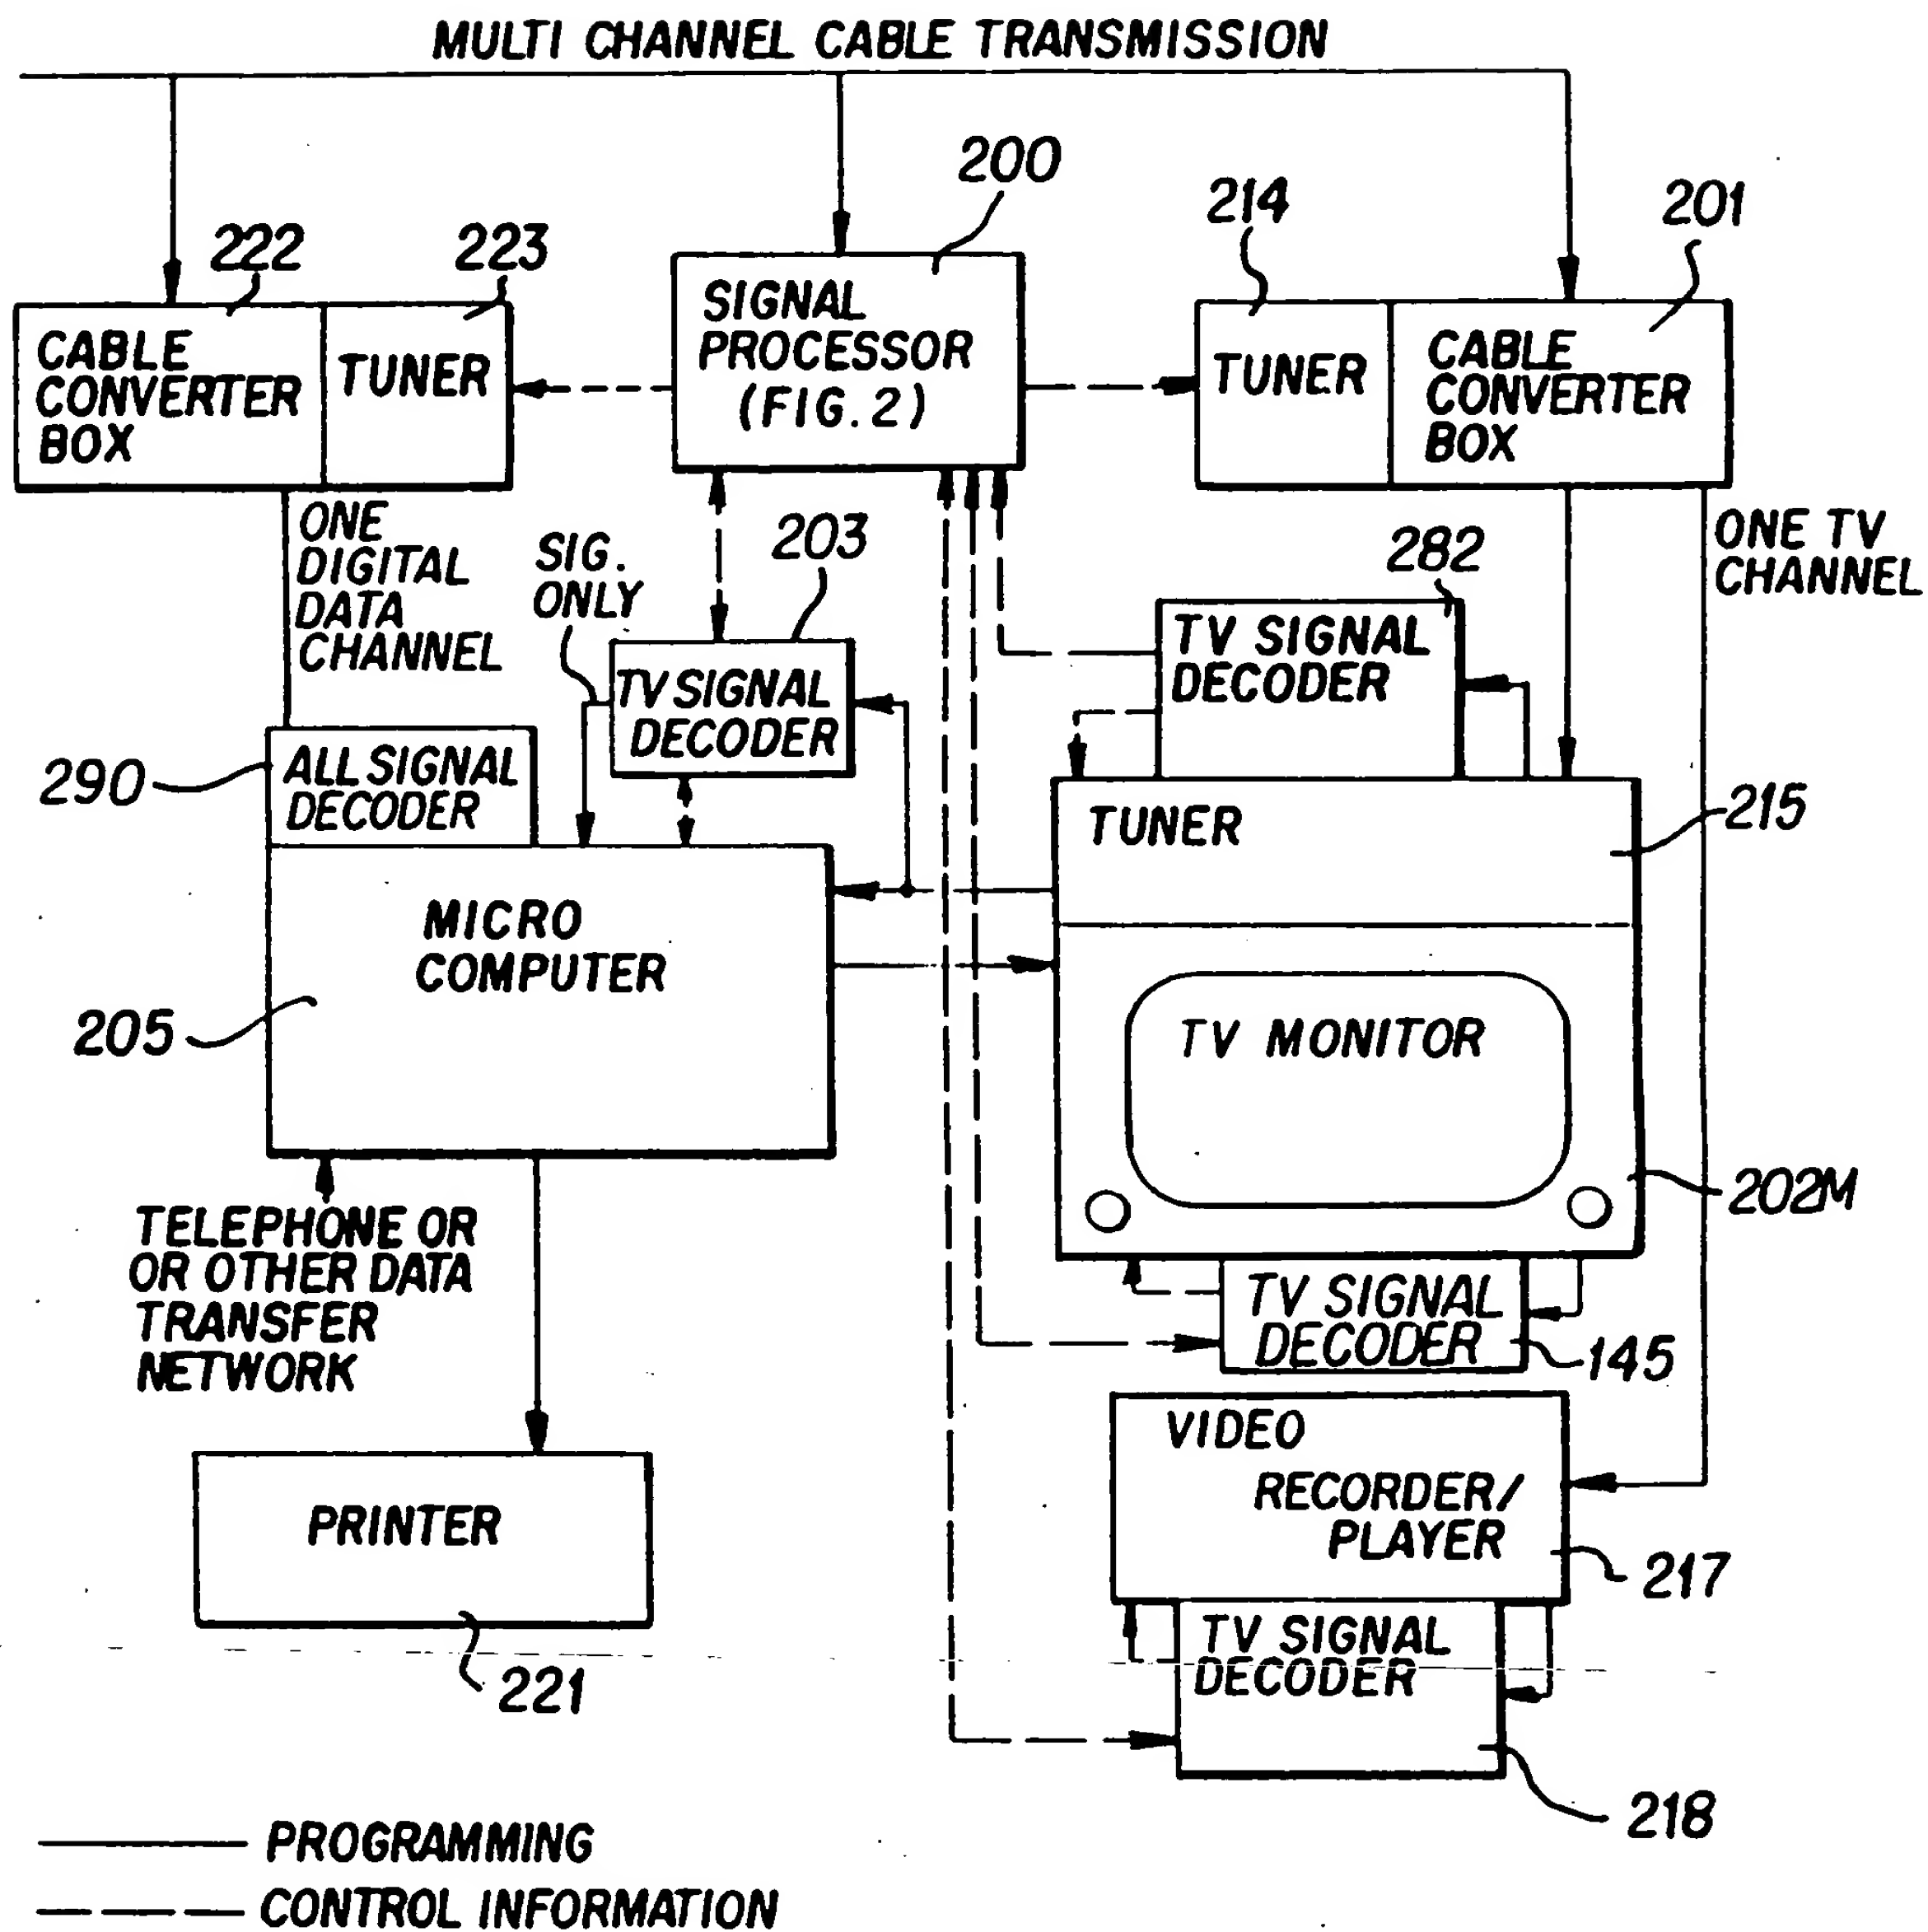 MULTI CHANNEL CABLE TRANSMISSION
200
214
201
222
223
SIGNAL
PROCESSOR
(FIG. 2)
CABLE
CONVERTER
BOX
TUNER
TUNER
CABLE
CONVERTER
BOX
ONE
DIGITAL
DATA
CHANNEL
SIG.
ONLY
203
282
ONE TV
CHANNEL
TV SIGNAL
DECODER
TV SIGNAL
DECODER
290
ALL SIGNAL
DECODER
TUNER
215
MICRO
COMPUTER
205
TV MONITOR
202M
TELEPHONE OR
OR OTHER DATA
TRANSFER
NETWORK
TV SIGNAL
DECODER
145
VIDEO
RECORDER/
PLAYER
217
PRINTER
221
TV SIGNAL
DECODER
218
PROGRAMMING
CONTROL INFORMATION